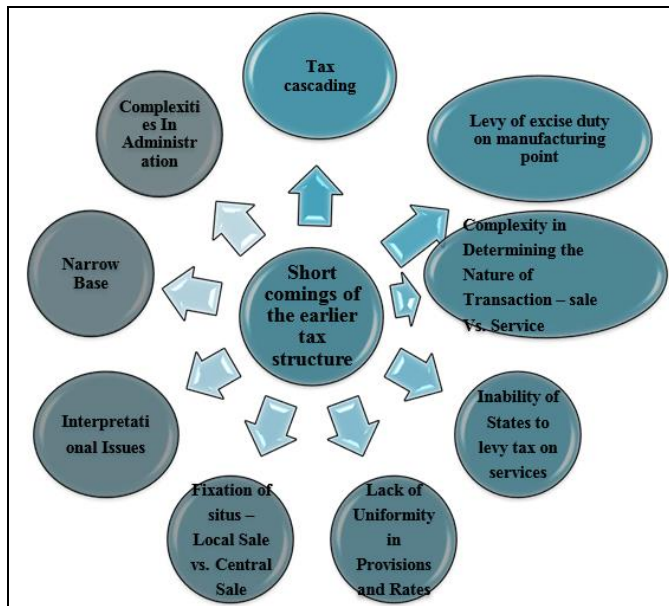 Tax
cascading
Levy of excise duty
on manufacturing
point
Complexity in
Determining the
Nature of
Transaction – sale
Vs. Service
Inability of
States to
levy tax on
services
Lack of
Uniformity
in
Provisions
and Rates
Fixation of
situs –
Local Sale
vs. Central
Sale
Interpretati
onal Issues
Narrow
Base
Complexiti
es In
Administr
ation
Short
comings of
the earlier
tax
structure